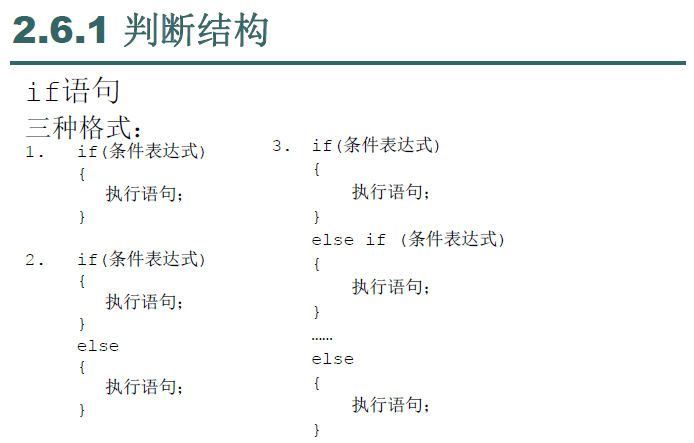 2.6.1 判断结构
if语句
三种格式:
1. if(条件表达式)
{
执行语句;
}
2. if(条件表达式)
{
执行语句;
}
else
{
执行语句;
}
3. if(条件表达式)
{
执行语句;
}
else if (条件表达式)
{
执行语句;
}
……
else
{
执行语句;
}